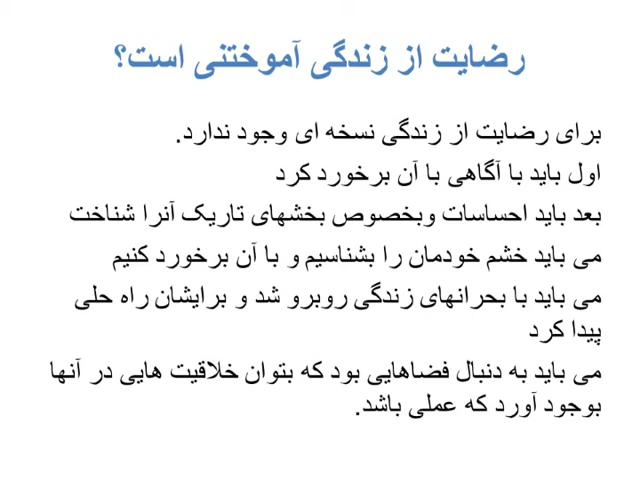 رضایت از زندگی آموختنی است؟
برای رضایت از زندگی نسخه ای وجود ندارد.
اول باید با آگاهی با آن برخورد کرد
بعد باید احساسات وبخصوص بخشهای تاریک آنرا شناخت
می باید خشم خودمان را بشناسیم و با آن برخورد کنیم
می باید با بحرانهای زندگی روبرو شد و برایشان راه حلی
پیدا کرد
می باید به دنبال فضاهایی بود که بتوان خلاقیت هایی در آنها
بوجود آورد که عملی باشد.